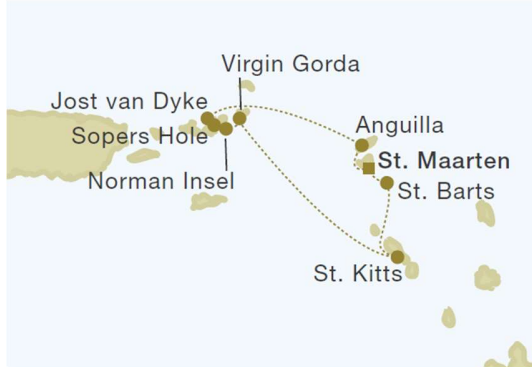 Virgin Gorda
Jost van Dyke
Anguilla
Sopers Hole
St. Maarten
Norman Insel
St. Barts
St. Kitts